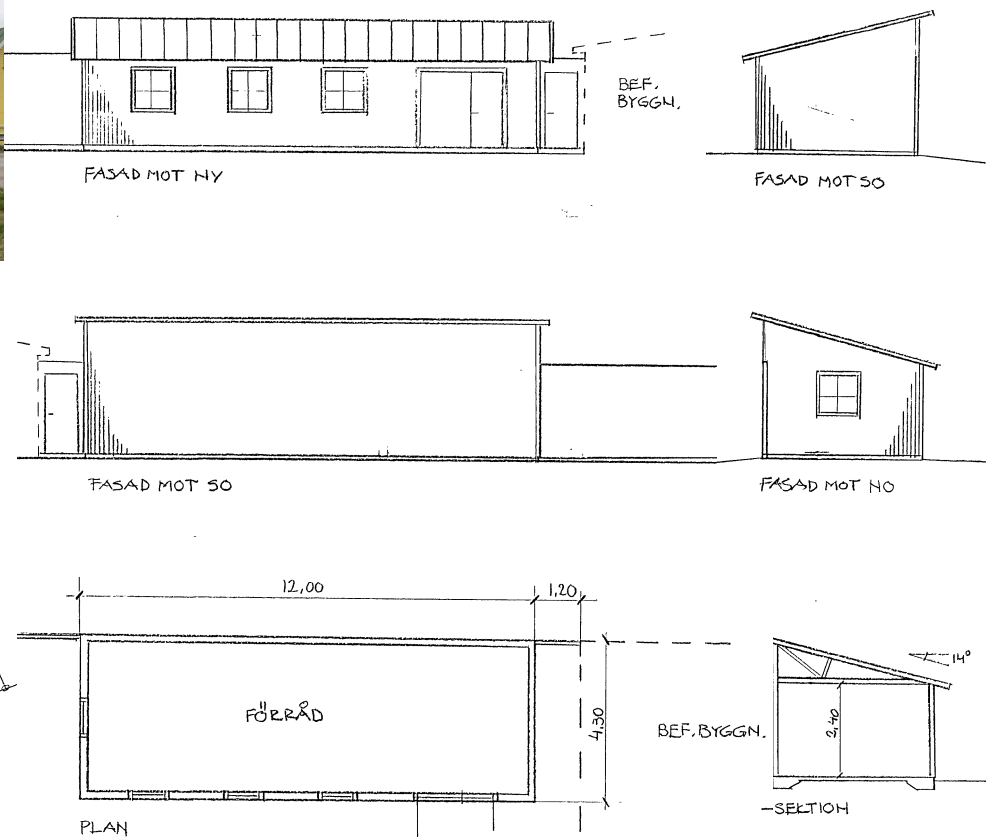 BEF.
BYGGN.
FASAD MOT NV
FASAD MOT SO
FASAD MOT SO
FASAD MOT NO
12,00
1,20
14°
FÖRRÅD
4,30
BEF. BYGGN.
2,40
PLAN
-SEKTION